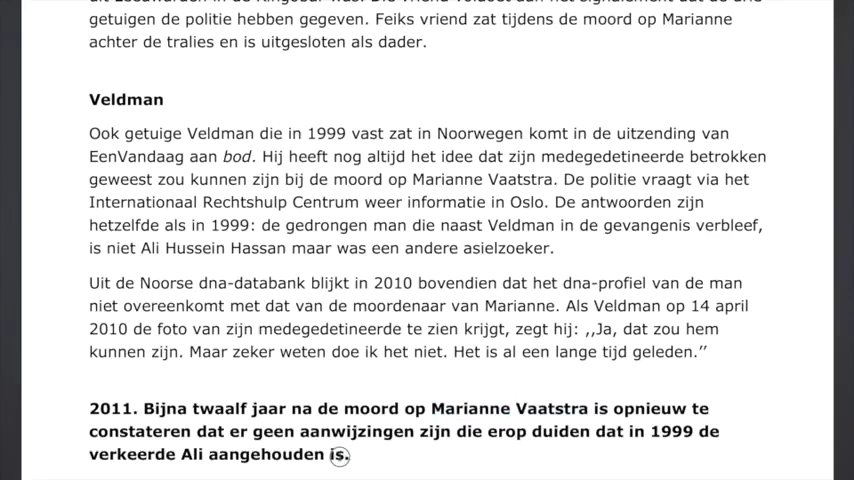 getuigen de politie hebben gegeven. Feiks vriend zat tijdens de moord op Marianne
achter de tralies en is uitgesloten als dader.
Veldman
Ook getuige Veldman die in 1999 vast zat in Noorwegen komt in de uitzending van
EenVandaag aan bod. Hij heeft nog altijd het idee dat zijn medegedetineerde betrokken
geweest zou kunnen zijn bij de moord op Marianne Vaatstra. De politie vraagt via het
Internationaal Rechtshulp Centrum weer informatie in Oslo. De antwoorden zijn
hetzelfde als in 1999: de gedrongen man die naast Veldman in de gevangenis verbleef,
is niet Ali Hussein Hassan maar was een andere asielzoeker.
Uit de Noorse dna-databank blijkt in 2010 bovendien dat het dna-profiel van de man
niet overeenkomt met dat van de moordenaar van Marianne. Als Veldman op 14 april
2010 de foto van zijn medegedetineerde te zien krijgt, zegt hij: ,,Ja, dat zou hem
kunnen zijn. Maar zeker weten doe ik het niet. Het is al een lange tijd geleden.’’
2011. Bijna twaalf jaar na de moord op Marianne Vaatstra is opnieuw te
constateren dat er geen aanwijzingen zijn die erop duiden dat in 1999 de
verkeerde Ali aangehouden is.